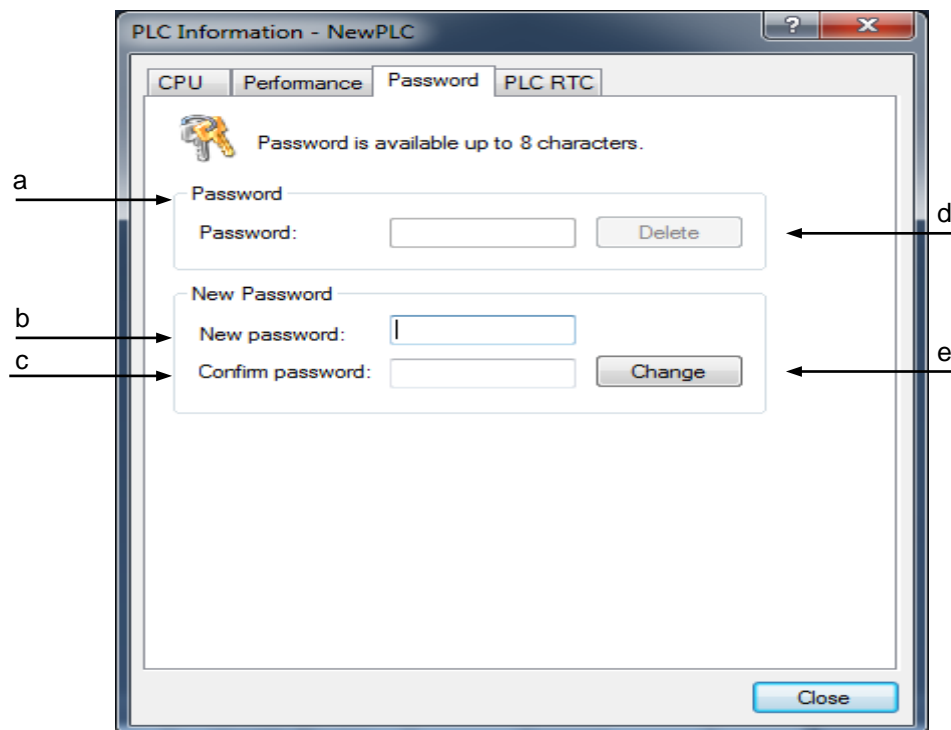 PLC Information - NewPLC
?
x
CPU Performance Password PLC RTC
Password is available up to 8 characters.
a
Password
Password: Delete
d
New Password
b
New password:
c
Confirm password: Change
e
Close